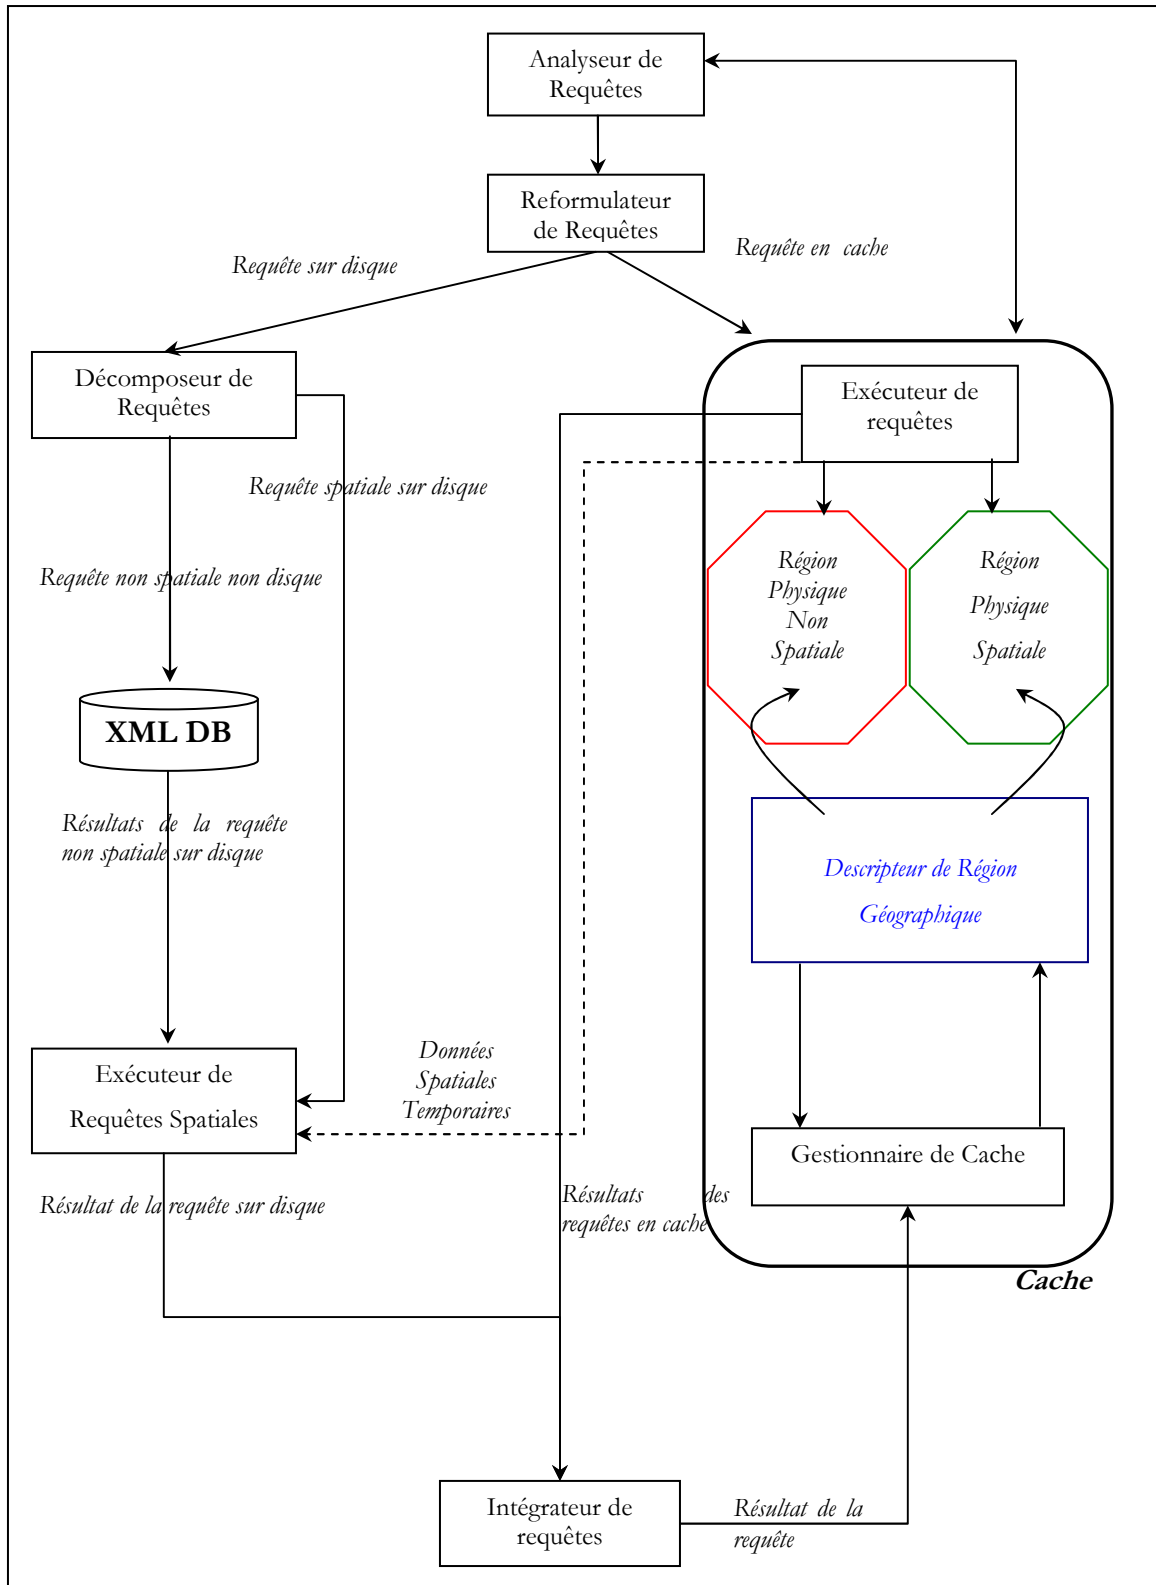 Analyseur de
Requêtes
Reformulateur
de Requêtes
Requête en cache
Requête sur disque
Décomposeur de
Requêtes
Exécuteur de
requêtes
Requête spatiale sur disque
Requête non spatiale non disque
Région
Physique
Non
Spatiale
Région
Physique
Spatiale
XML DB
Résultats de la requête
non spatiale sur disque
Descripteur de Région
Géographique
Exécuteur de
Requêtes Spatiales
Données
Spatiales
Temporaires
Gestionnaire de Cache
Résultat de la requête sur disque
Résultats des
requêtes en cache
Cache
Intégrateur de
requêtes
Résultat de la
requête